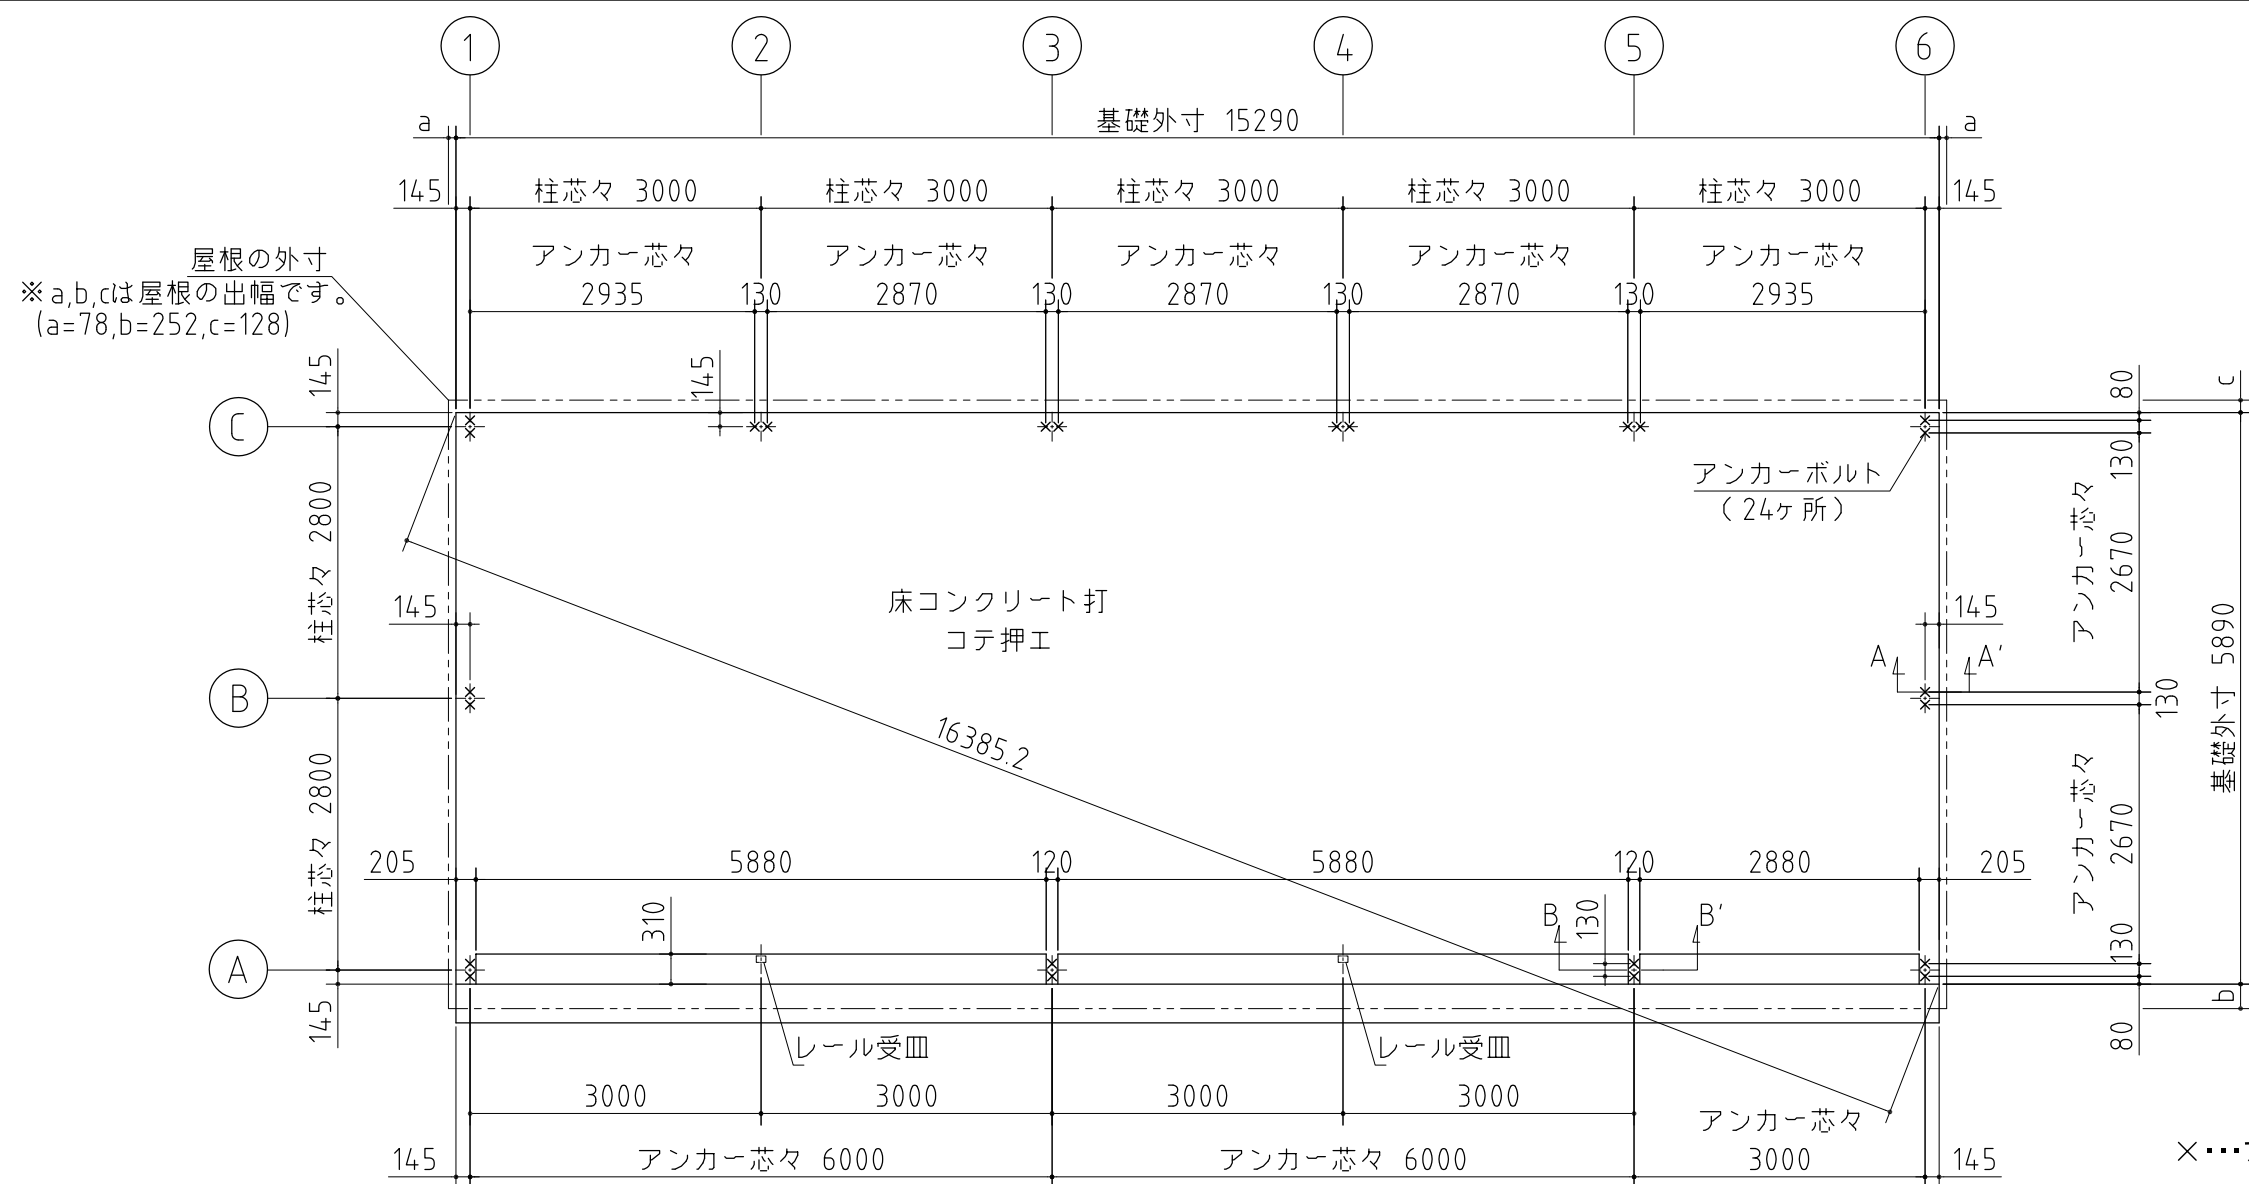 1 2 3 4 5 6
a 基礎外寸 15290 a
145 柱芯々 3000 柱芯々 3000 柱芯々 3000 柱芯々 3000 柱芯々 3000 145
アンカー芯々 アンカー芯々 アンカー芯々 アンカー芯々 アンカー芯々
2935 130 2870 130 2870 130 2870 130 2935
屋根の外寸
※a,b,cは屋根の出幅です。
(a=78,b=252,c=128)
145 145 80 c
C
130
アンカーボルト
(24ヶ所)
柱芯々 2800
アンカー芯々
2670
床コンクリート打
コテ押エ
145 145
A A'
B
130
基礎外寸 5890
16385.2
柱芯々 2800
アンカー芯々
2670
205 5880 120 5880 120 2880 205
310 B 130 B'
130
A
145 b
80
レール受皿 レール受皿
3000 3000 3000 3000
アンカー芯々
145 アンカー芯々 6000 アンカー芯々 6000 3000 145
×…